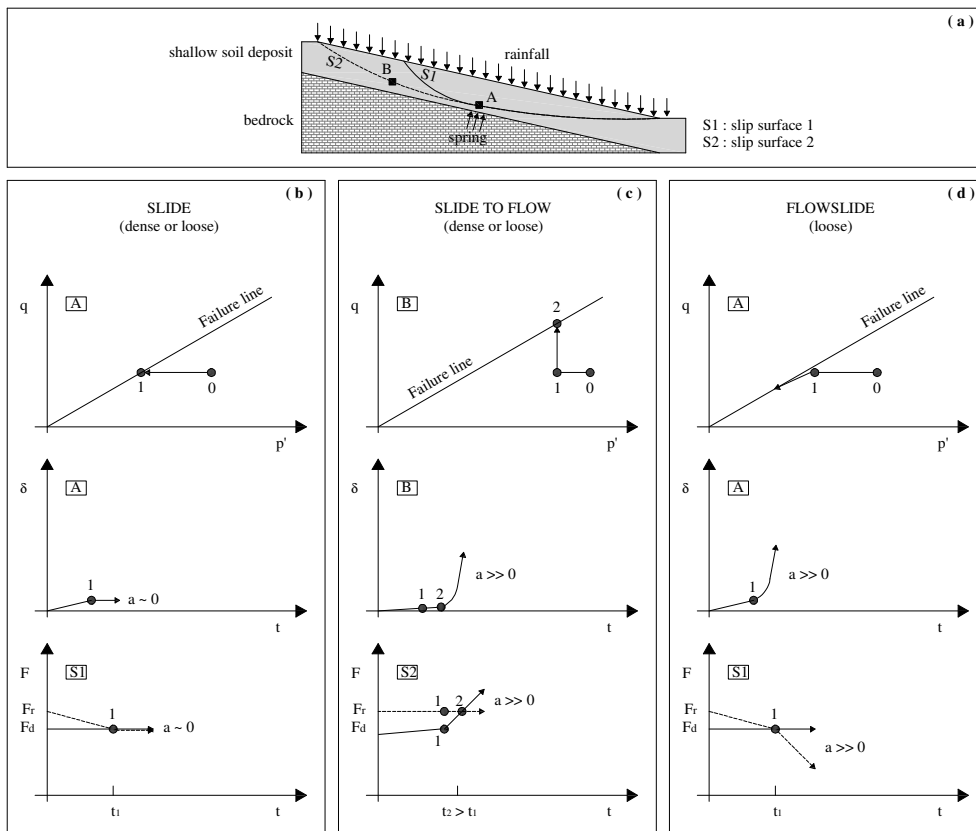 ( a )
shallow soil deposit
rainfall
S2
B
S1
A
bedrock
spring
S1 : slip surface 1
S2 : slip surface 2
( b )
SLIDE
(dense or loose)
q
A
Failure line
1
0
p'
δ
A
1
a ~ 0
t
F
S1
Fr
Fd
1
a ~ 0
t1
t
( c )
SLIDE TO FLOW
(dense or loose)
q
B
2
Failure line
1
0
p'
δ
B
1
2
a >> 0
t
F
S2
Fr
Fd
1
2
a >> 0
1
t2 > t1
t
( d )
FLOWSLIDE
(loose)
q
A
Failure line
1
0
p'
δ
A
1
a >> 0
t
F
S1
Fr
Fd
1
a >> 0
t1
t